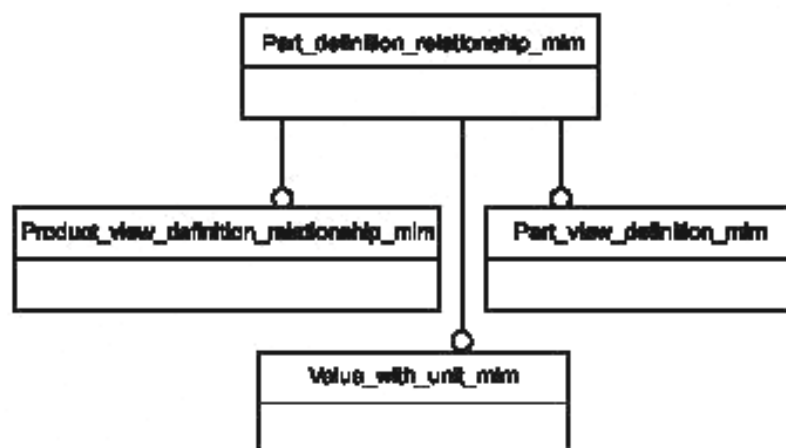 Part_definition_relationship_mim
Product_view_definition_relationship_mim
Part_view_definition_mim
Value_with_unit_mim